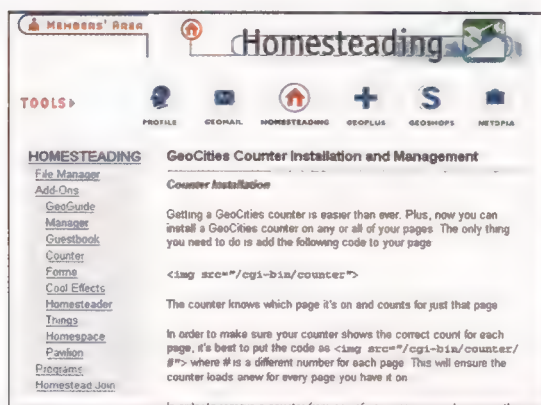 MEMBERS' AREA
Homesteading
TOOLS
PROFILE GEOMAIL HOMESTEADING GEOPLUS GEOSHOPS NETOPIA
HOMESTEADING
File Manager
Add-Ons
GeoGuide
Manager
Guestbook
Counter
Forms
Cool Effects
Homesteader
Things
Homespace
Pavilion
Programs
Homestead Join
GeoCities Counter Installation and Management
Counter Installation
Getting a GeoCities counter is easier than ever. Plus, now you can
install a GeoCities counter on any or all of your pages. The only thing
you need to do is add the following code to your page
<img src="/cgi-bin/counter">
The counter knows which page it's on and counts for just that page
In order to make sure your counter shows the correct count for each
page, it's best to put the code as <img src="/cgi-bin/counter/
#"> where # is a different number for each page. This will ensure the
counter loads anew for every page you have it on